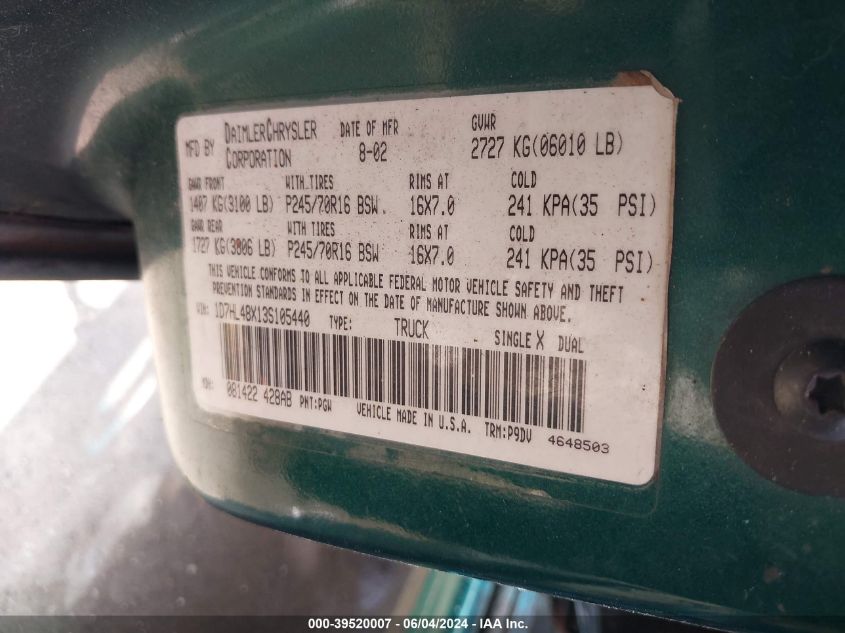 MFD BY DAIMLERCHRYSLER CORPORATION DATE OF MFR 8-02 GVWR 2727 KG(06010 LB)
GAWR FRONT WITH TIRES RIMS AT COLD
1407 KG(3100 LB) P245/70R16 BSW. 16X7.0 241 KPA(35 PSI)
GAWR REAR WITH TIRES RIMS AT COLD
1727 KG(3806 LB) P245/70R16 BSW 16X7.0 241 KPA(35 PSI)
THIS VEHICLE CONFORMS TO ALL APPLICABLE FEDERAL MOTOR VEHICLE SAFETY AND THEFT
PREVENTION STANDARDS IN EFFECT ON THE DATE OF MANUFACTURE SHOWN ABOVE.
VIN: 1D7HL48X13S105440 TYPE: TRUCK SINGLE X DUAL
MDH: 081422 428AB PNT:PGW VEHICLE MADE IN U.S.A. TRM:P9DV 4648503
000-39520007 - 06/04/2024 - IAA Inc.